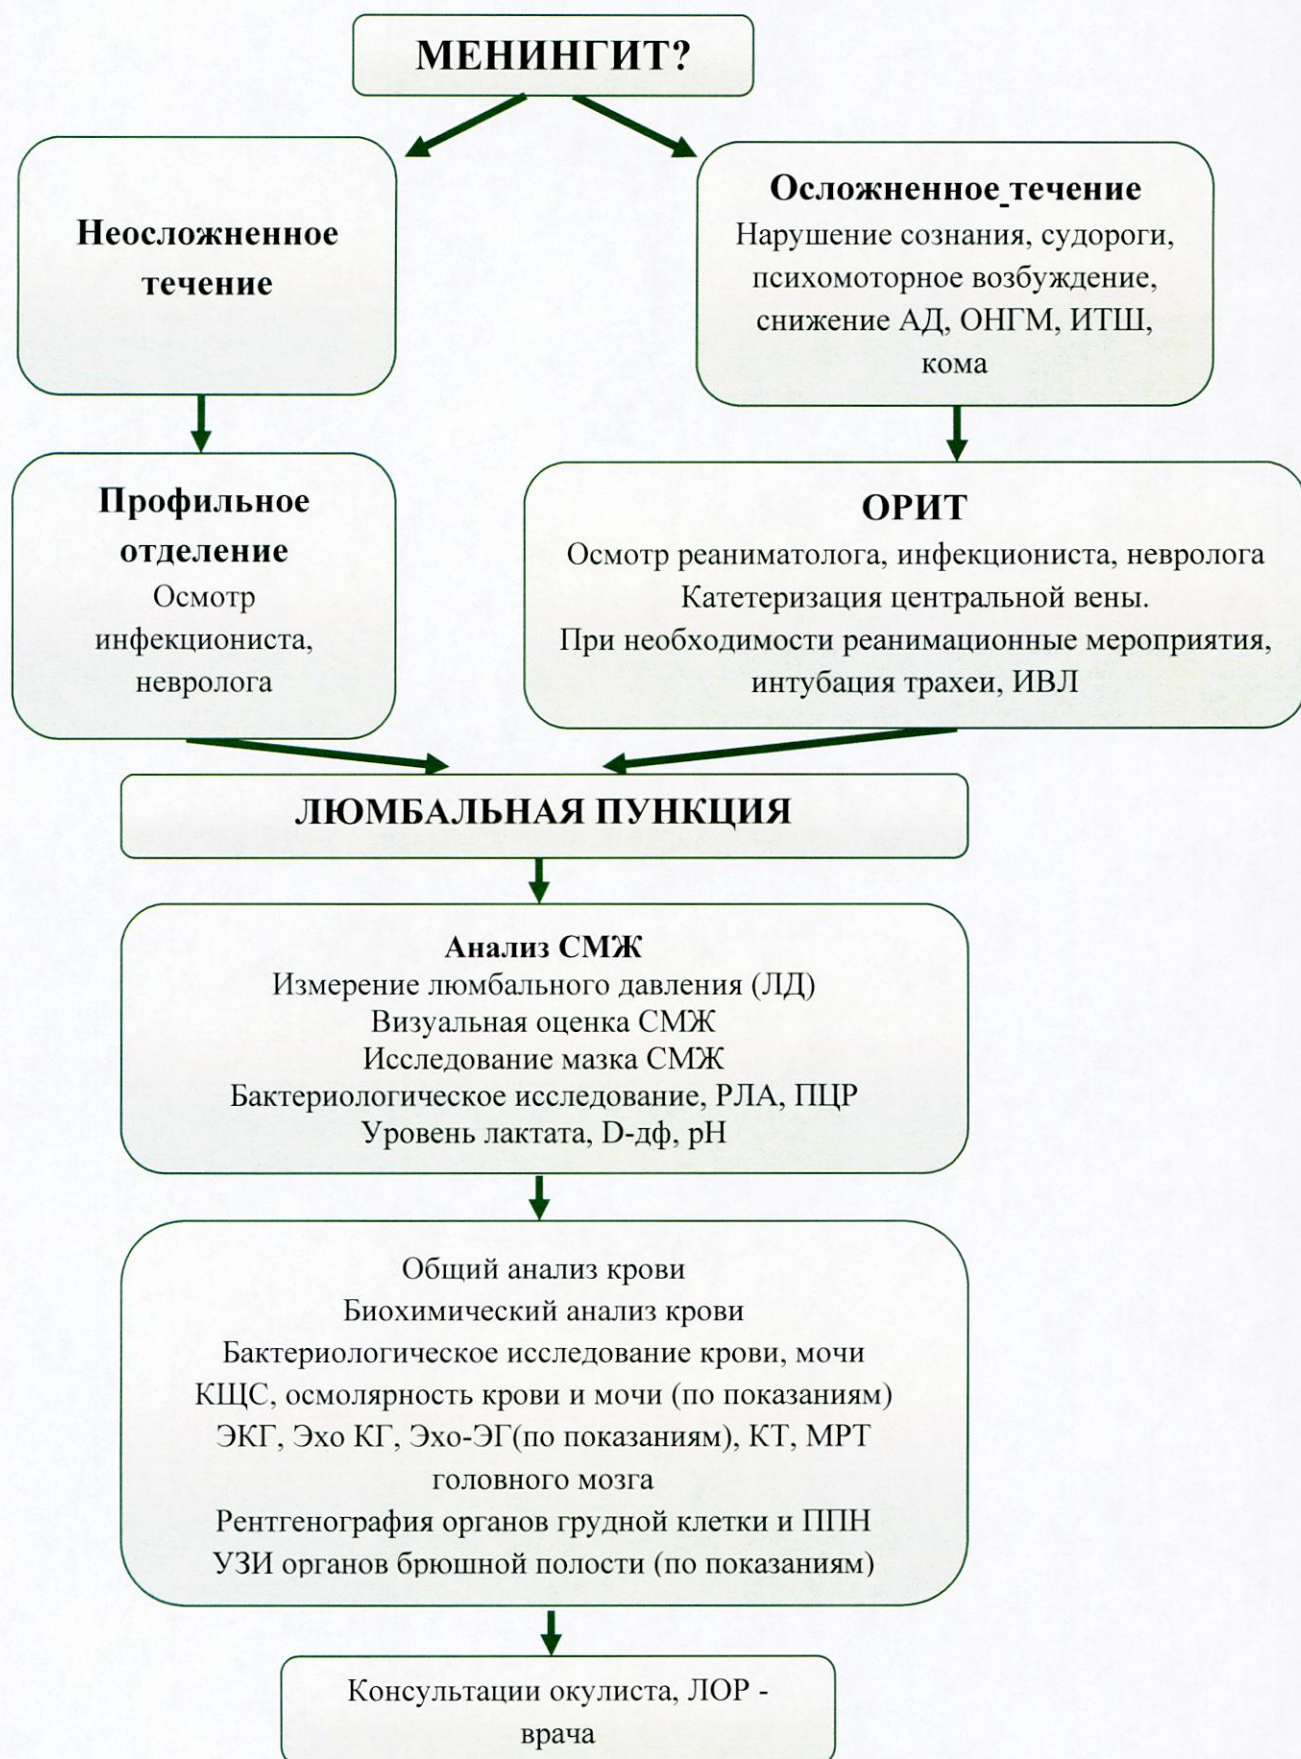 МЕНИНГИТ?
Неосложненное
течение
Осложненное_течение
Нарушение сознания, судороги,
психомоторное возбуждение,
снижение АД, ОНГМ, ИТШ,
кома
Профильное
отделение
Осмотр
инфекциониста,
невролога
ОРИТ
Осмотр реаниматолога, инфекциониста, невролога
Катетеризация центральной вены.
При необходимости реанимационные мероприятия,
интубация трахеи, ИВЛ
ЛЮМБАЛЬНАЯ ПУНКЦИЯ
Анализ СМЖ
Измерение люмбального давления (ЛД)
Визуальная оценка СМЖ
Исследование мазка СМЖ
Бактериологическое исследование, РЛА, ПЦР
Уровень лактата, D-дф, рН
Общий анализ крови
Биохимический анализ крови
Бактериологическое исследование крови, мочи
КЩС, осмолярность крови и мочи (по показаниям)
ЭКГ, Эхо КГ, Эхо-ЭГ(по показаниям), КТ, МРТ
головного мозга
Рентгенография органов грудной клетки и ППН
УЗИ органов брюшной полости (по показаниям)
Консультации окулиста, ЛОР -
врача